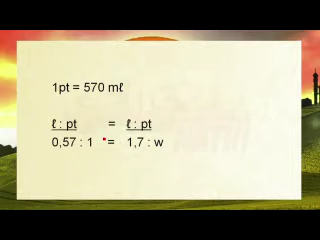 1pt = 570 mℓ
ℓ : pt = ℓ : pt
0,57 : 1 = 1,7 : w